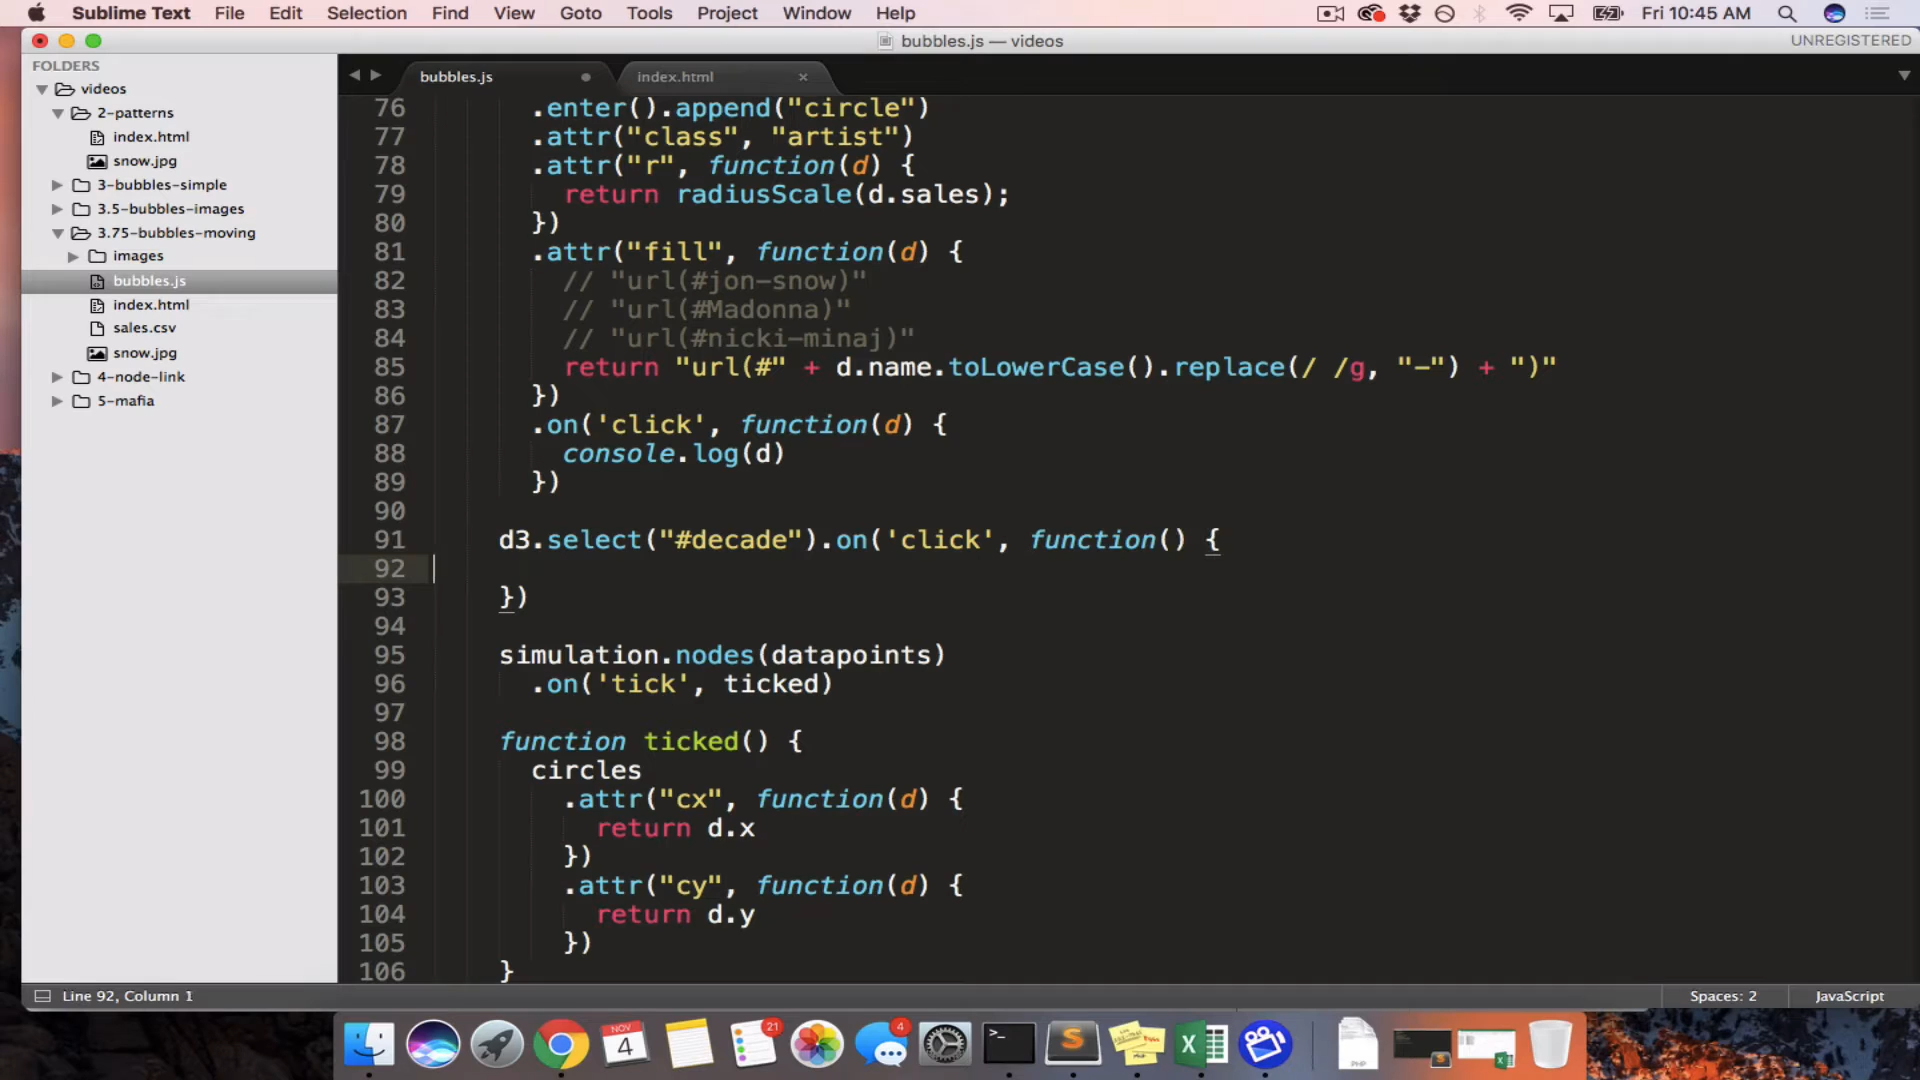 Sublime Text File Edit Selection Find View Goto Tools Project Window Help Fri 10:45 AM
bubbles.js — videos UNREGISTERED
FOLDERS
videos
2-patterns
index.html
snow.jpg
3-bubbles-simple
3.5-bubbles-images
3.75-bubbles-moving
images
bubbles.js
index.html
sales.csv
snow.jpg
4-node-link
5-mafia
bubbles.js index.html ×
76 .enter().append("circle")
77 .attr("class", "artist")
78 .attr("r", function(d) {
79 return radiusScale(d.sales);
80 })
81 .attr("fill", function(d) {
82 // "url(#jon-snow)"
83 // "url(#Madonna)"
84 // "url(#nicki-minaj)"
85 return "url(#" + d.name.toLowerCase().replace(/ /g, "-") + ")"
86 })
87 .on('click', function(d) {
88 console.log(d)
89 })
90
91 d3.select("#decade").on('click', function() {
92
93 })
94
95 simulation.nodes(datapoints)
96 .on('tick', ticked)
97
98 function ticked() {
99 circles
100 .attr("cx", function(d) {
101 return d.x
102 })
103 .attr("cy", function(d) {
104 return d.y
105 })
106 }
Line 92, Column 1 Spaces: 2 JavaScript
NOV
4
21
4
>_
S
X
PHP